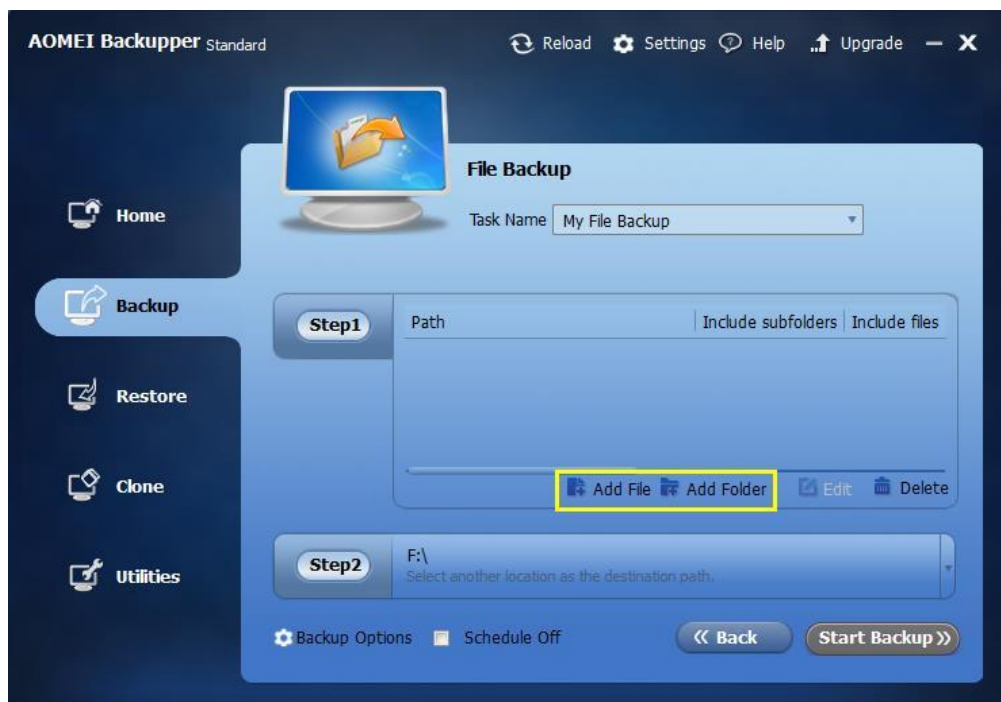 AOMEI Backupper Standard
Reload Settings Help Upgrade
File Backup
Home
Task Name My File Backup
Backup
Step1 Path Include subfolders Include files
Restore
Clone
Add File Add Folder Edit Delete
Step2 F:\
Select another location as the destination path.
Utilities
Backup Options Schedule Off Back Start Backup